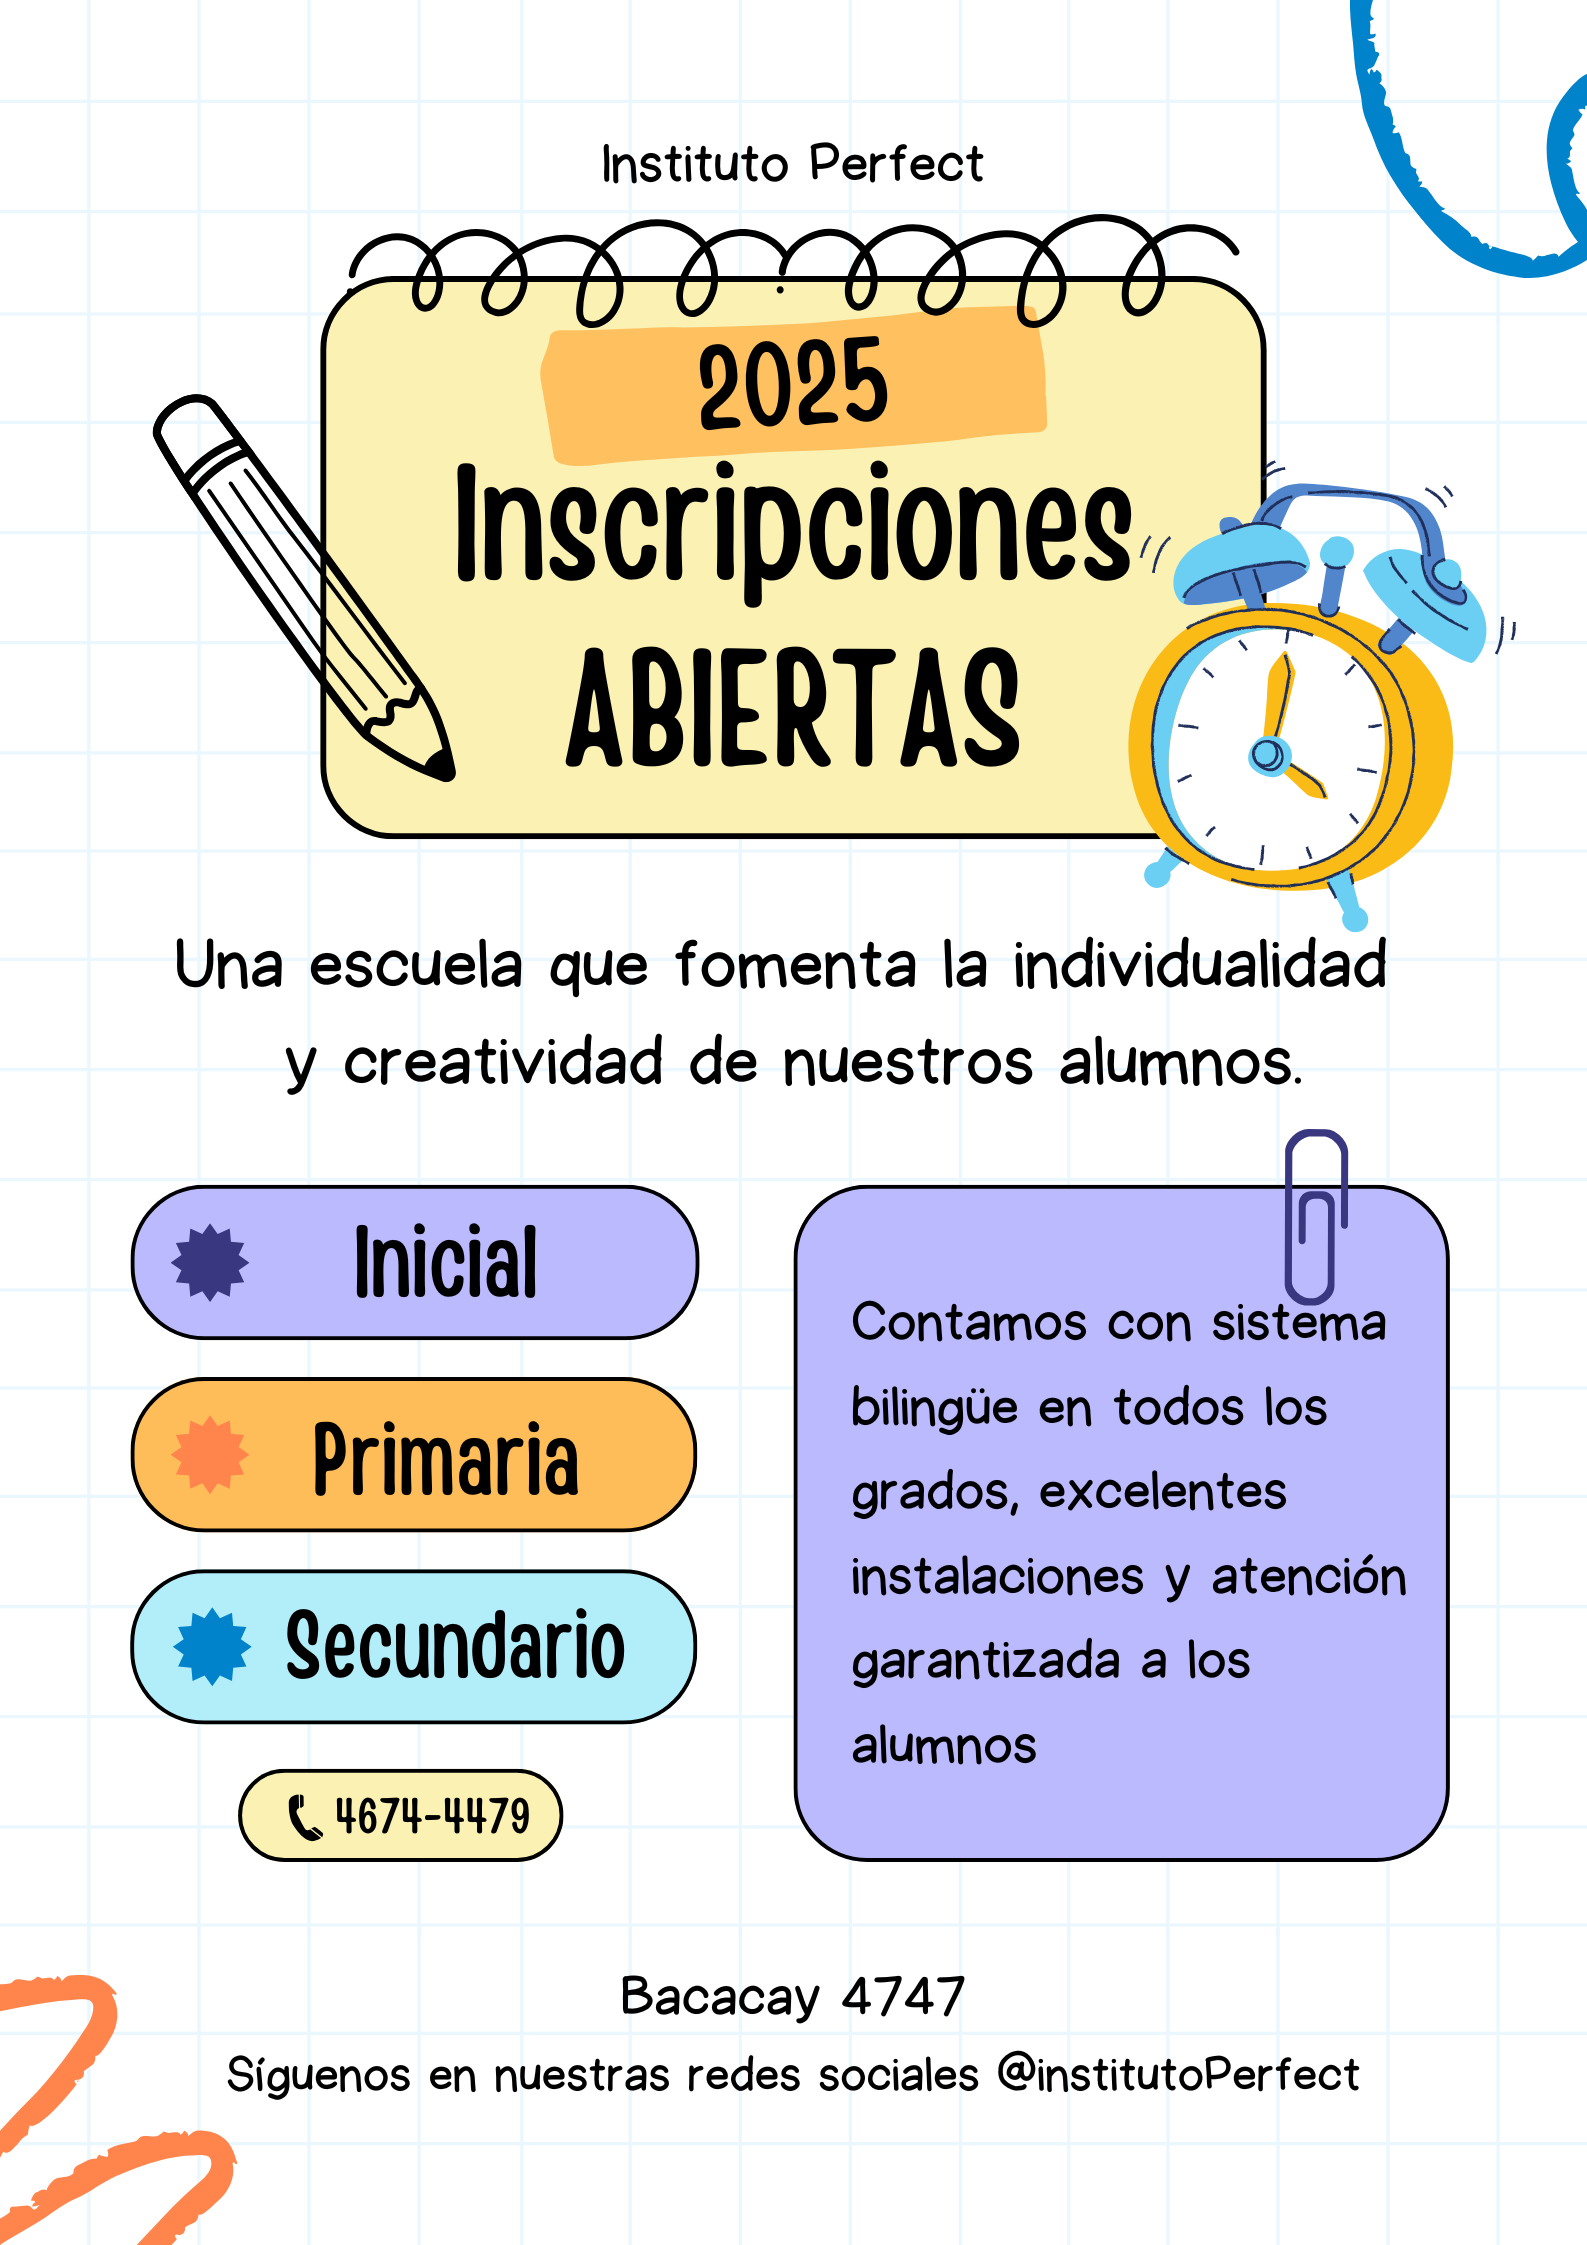 Instituto Perfect
2025
Inscripciones
ABIERTAS
Una escuela que fomenta la individualidad
y creatividad de nuestros alumnos.
Inicial
Primaria
Secundario
4674-4479
Contamos con sistema
bilingüe en todos los
grados, excelentes
instalaciones y atención
garantizada a los
alumnos
Bacacay 4747
Síguenos en nuestras redes sociales @institutoPerfect